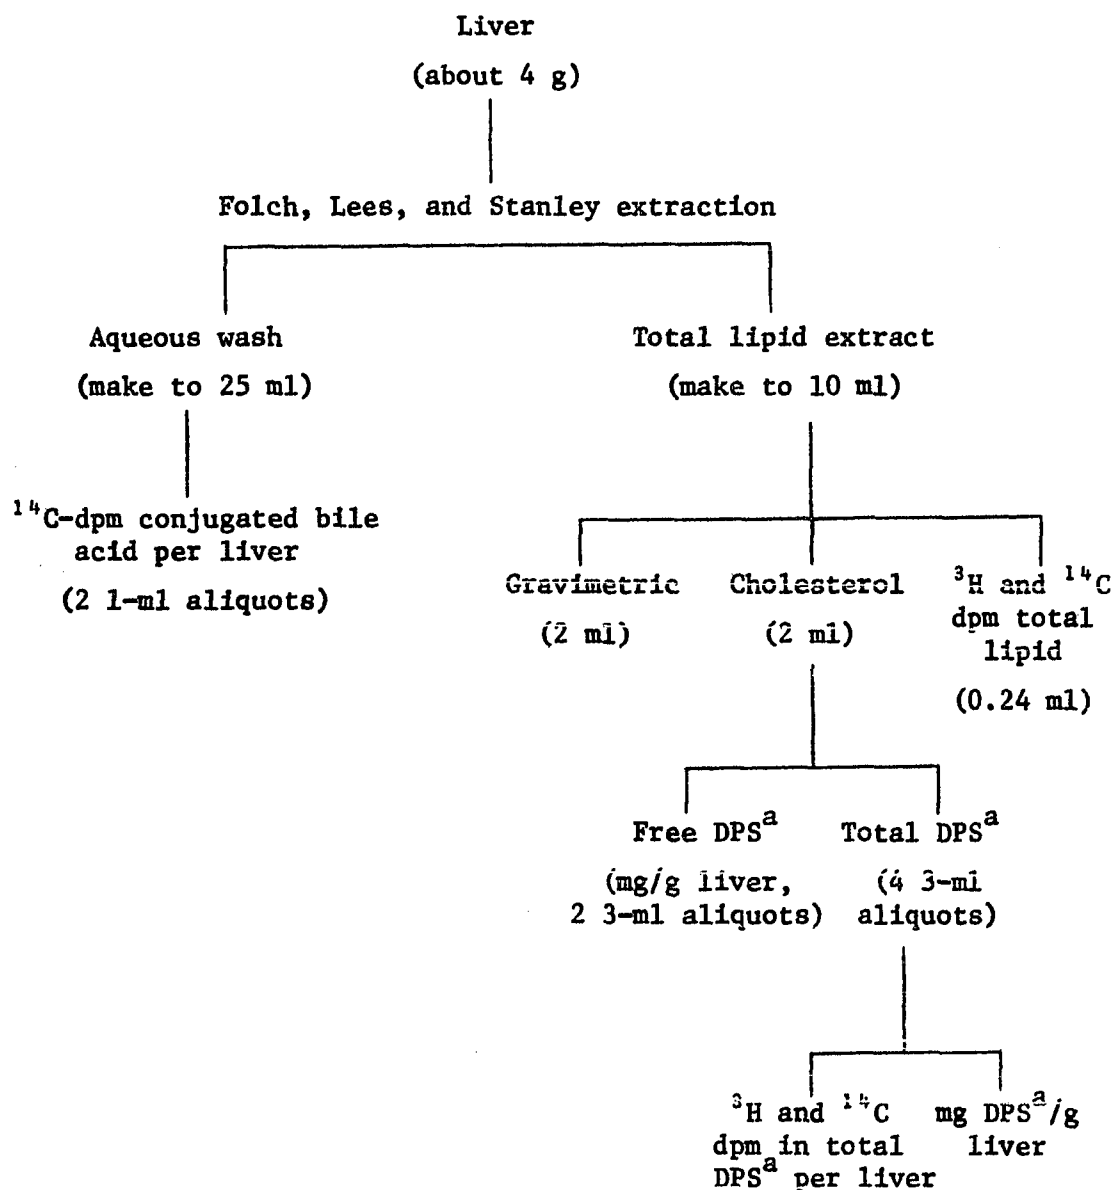 Liver
(about 4 g)
Folch, Lees, and Stanley extraction
Aqueous wash
(make to 25 ml)
¹⁴C-dpm conjugated bile
acid per liver
(2 1-ml aliquots)
Total lipid extract
(make to 10 ml)
Gravimetric
(2 ml)
Cholesterol
(2 ml)
³H and ¹⁴C
dpm total
lipid
(0.24 ml)
Free DPSᵃ
(mg/g liver,
2 3-ml aliquots)
Total DPSᵃ
(4 3-ml
aliquots)
³H and ¹⁴C
dpm in total
DPSᵃ per liver
mg DPSᵃ/g
liver